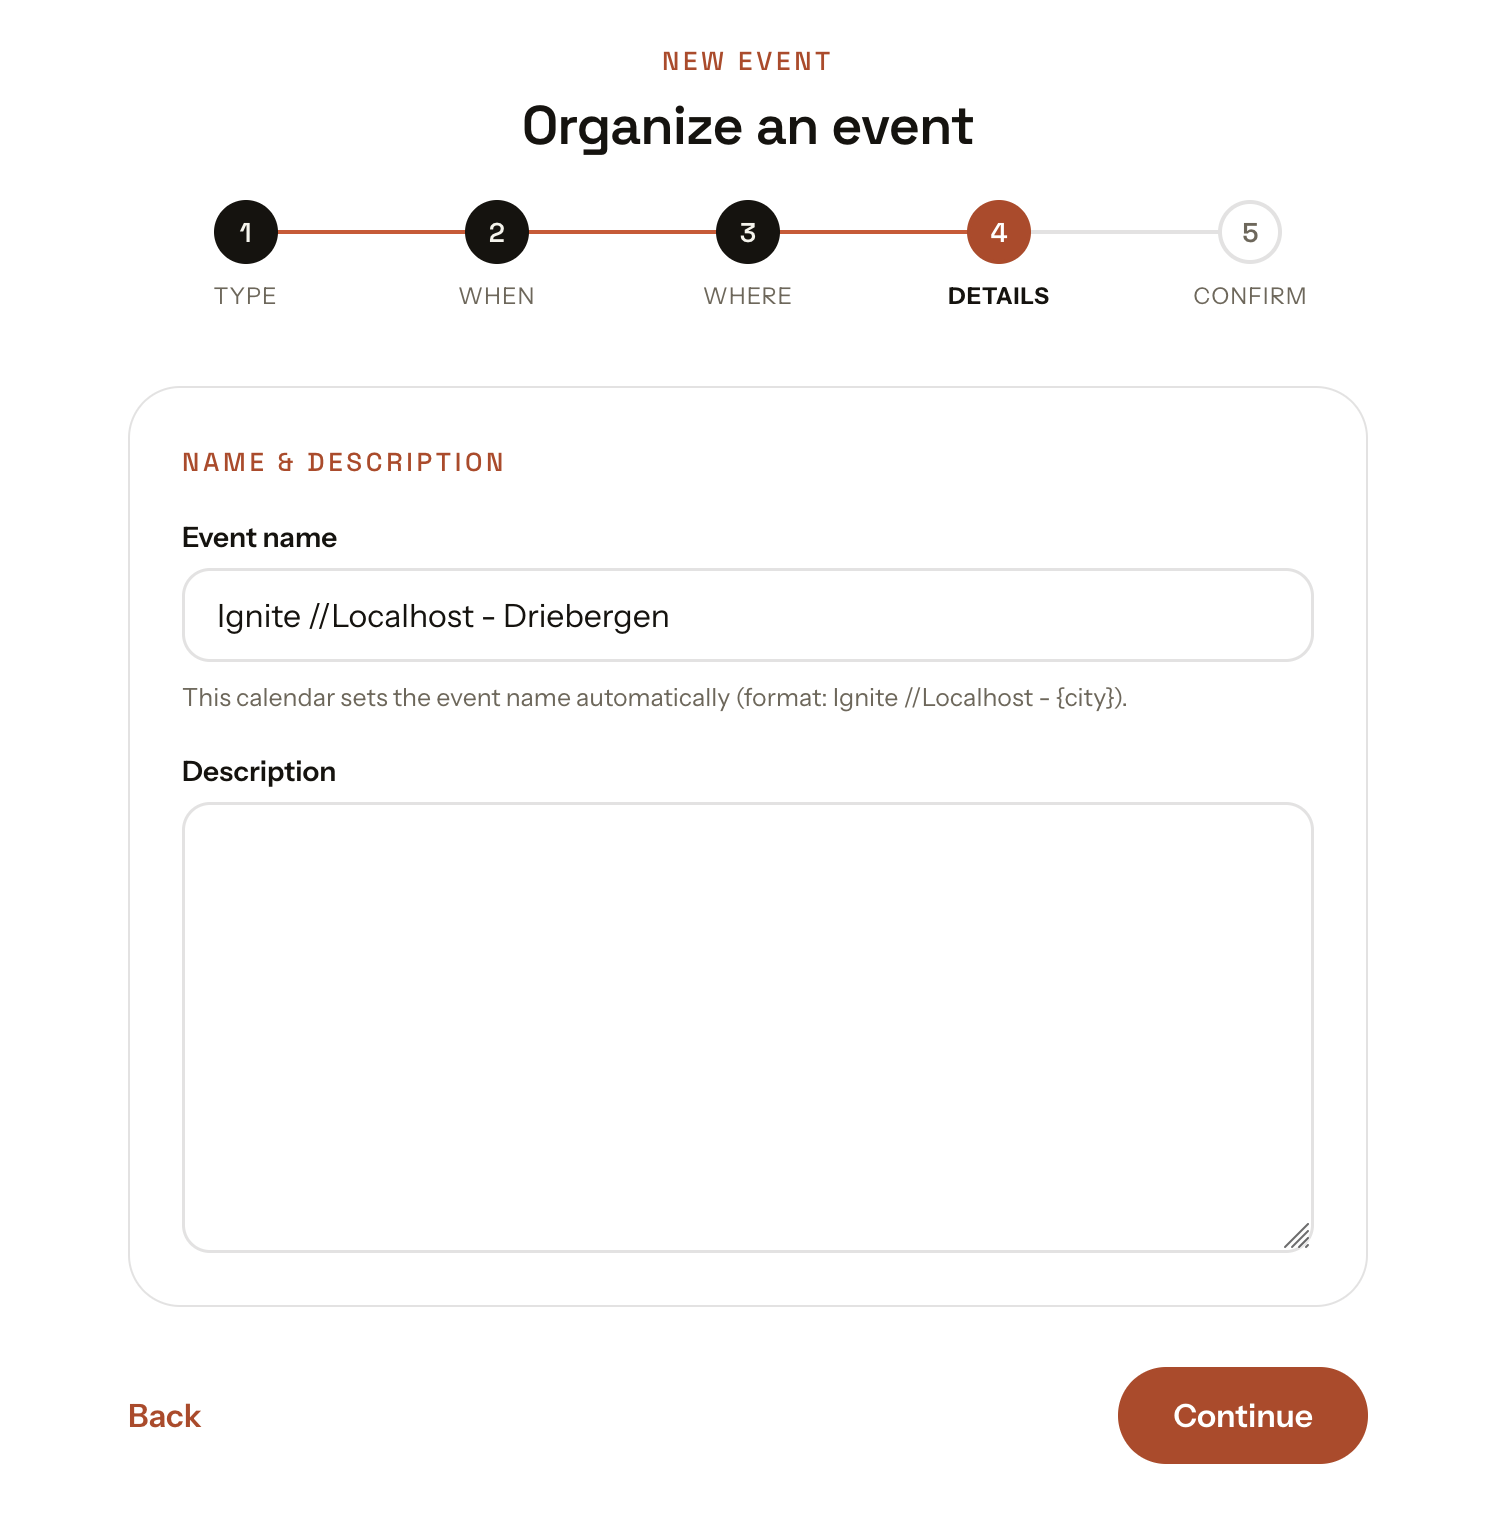 NEW EVENT
Organize an event
1 2 3 4 5
TYPE WHEN WHERE DETAILS CONFIRM
NAME & DESCRIPTION
Event name
Ignite //Localhost - Driebergen
This calendar sets the event name automatically (format: Ignite //Localhost - {city}).
Description
Back Continue